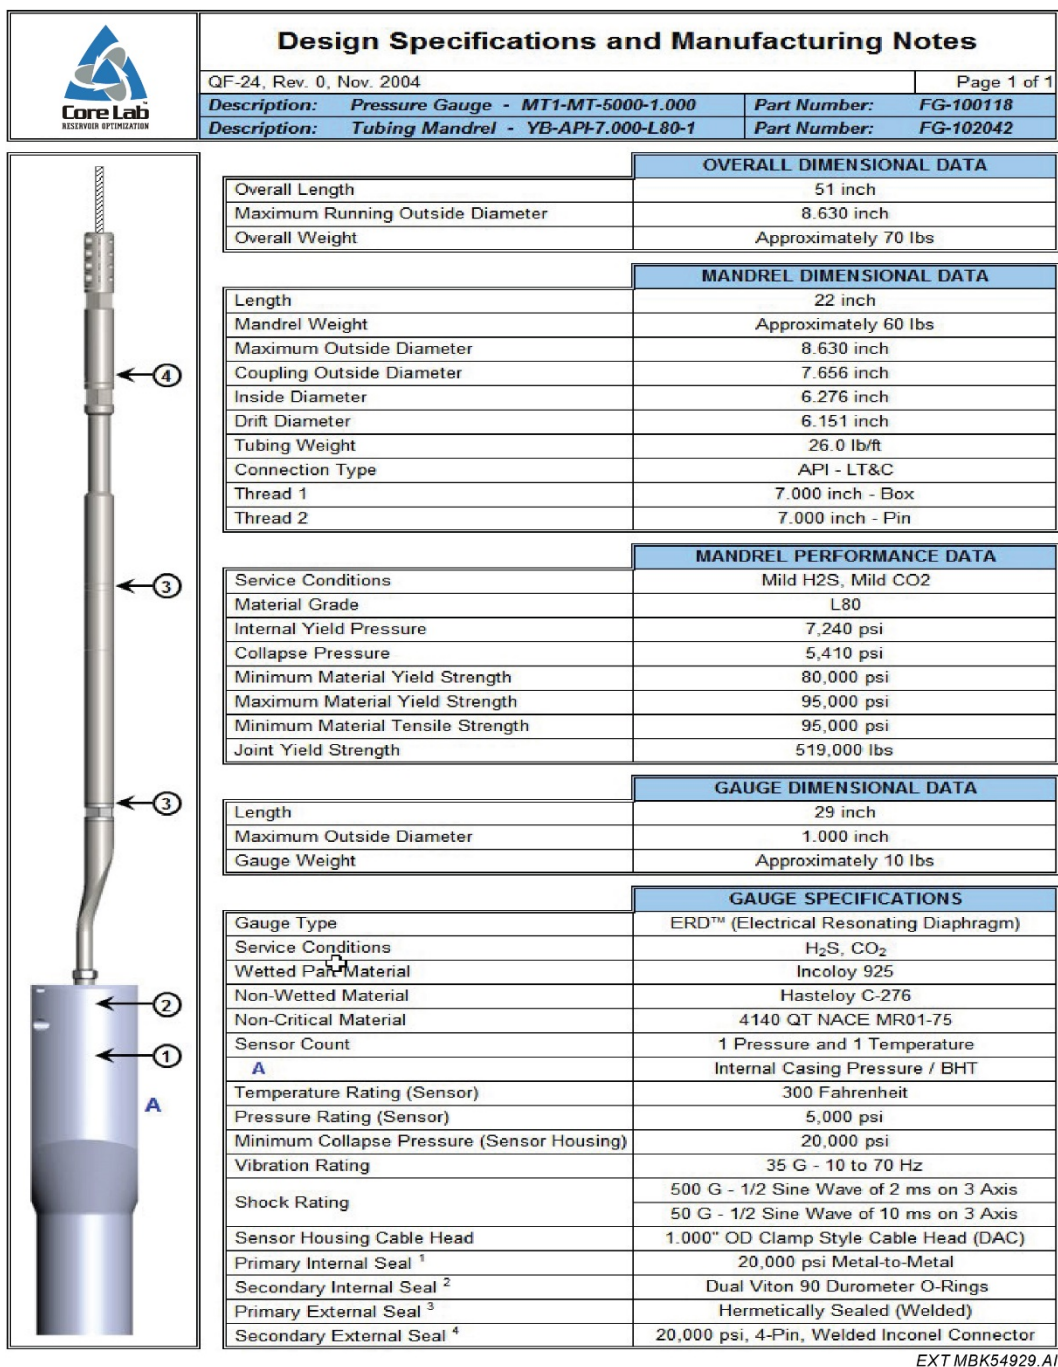 Design Specifications and Manufacturing Notes
QF-24, Rev. 0, Nov. 2004 Page 1 of 1
Description: Pressure Gauge - MT1-MT-5000-1.000 Part Number: FG-100118
Description: Tubing Mandrel - YB-API-7.000-L80-1 Part Number: FG-102042
Core Lab
RESERVOIR OPTIMIZATION
OVERALL DIMENSIONAL DATA
Overall Length 51 inch
Maximum Running Outside Diameter 8.630 inch
Overall Weight Approximately 70 lbs
MANDREL DIMENSIONAL DATA
Length 22 inch
Mandrel Weight Approximately 60 lbs
Maximum Outside Diameter 8.630 inch
Coupling Outside Diameter 7.656 inch
Inside Diameter 6.276 inch
Drift Diameter 6.151 inch
Tubing Weight 26.0 lb/ft
Connection Type API - LT&C
Thread 1 7.000 inch - Box
Thread 2 7.000 inch - Pin
MANDREL PERFORMANCE DATA
Service Conditions Mild H2S, Mild CO2
Material Grade L80
Internal Yield Pressure 7,240 psi
Collapse Pressure 5,410 psi
Minimum Material Yield Strength 80,000 psi
Maximum Material Yield Strength 95,000 psi
Minimum Material Tensile Strength 95,000 psi
Joint Yield Strength 519,000 lbs
GAUGE DIMENSIONAL DATA
Length 29 inch
Maximum Outside Diameter 1.000 inch
Gauge Weight Approximately 10 lbs
GAUGE SPECIFICATIONS
Gauge Type ERD™ (Electrical Resonating Diaphragm)
Service Conditions H₂S, CO₂
Wetted Part Material Incoloy 925
Non-Wetted Material Hasteloy C-276
Non-Critical Material 4140 QT NACE MR01-75
Sensor Count 1 Pressure and 1 Temperature
A Internal Casing Pressure / BHT
Temperature Rating (Sensor) 300 Fahrenheit
Pressure Rating (Sensor) 5,000 psi
Minimum Collapse Pressure (Sensor Housing) 20,000 psi
Vibration Rating 35 G - 10 to 70 Hz
Shock Rating 500 G - 1/2 Sine Wave of 2 ms on 3 Axis
50 G - 1/2 Sine Wave of 10 ms on 3 Axis
Sensor Housing Cable Head 1.000" OD Clamp Style Cable Head (DAC)
Primary Internal Seal ¹ 20,000 psi Metal-to-Metal
Secondary Internal Seal ² Dual Viton 90 Durometer O-Rings
Primary External Seal ³ Hermetically Sealed (Welded)
Secondary External Seal ⁴ 20,000 psi, 4-Pin, Welded Inconel Connector
4
3
3
2
1
A
EXT MBK54929.AI